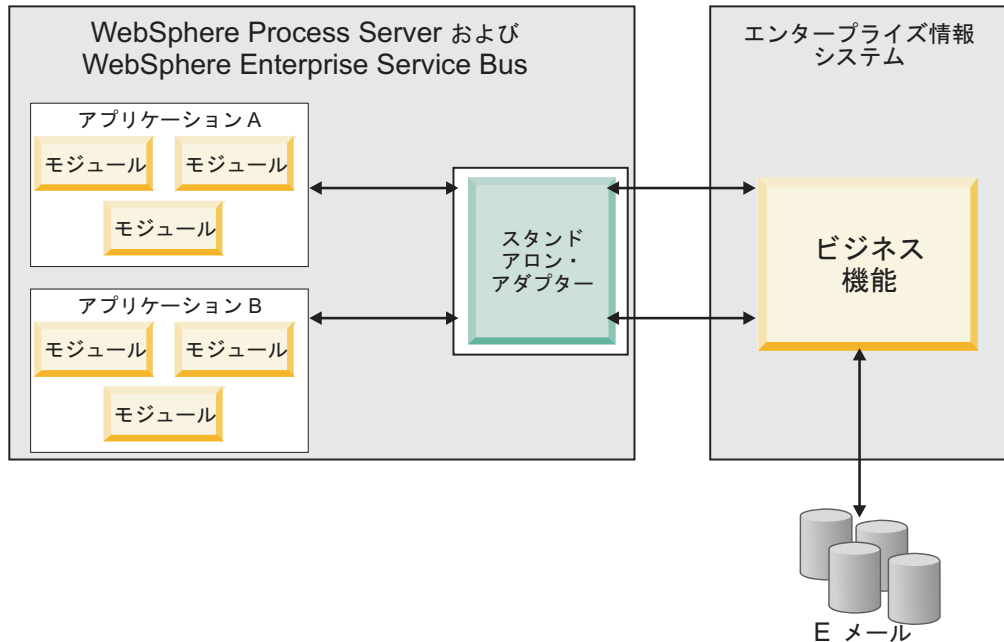 WebSphere Process Server および
WebSphere Enterprise Service Bus
アプリケーション A
モジュール
モジュール
モジュール
アプリケーション B
モジュール
モジュール
モジュール
スタンド
アロン・
アダプター
エンタープライズ情報
システム
ビジネス
機能
E メール